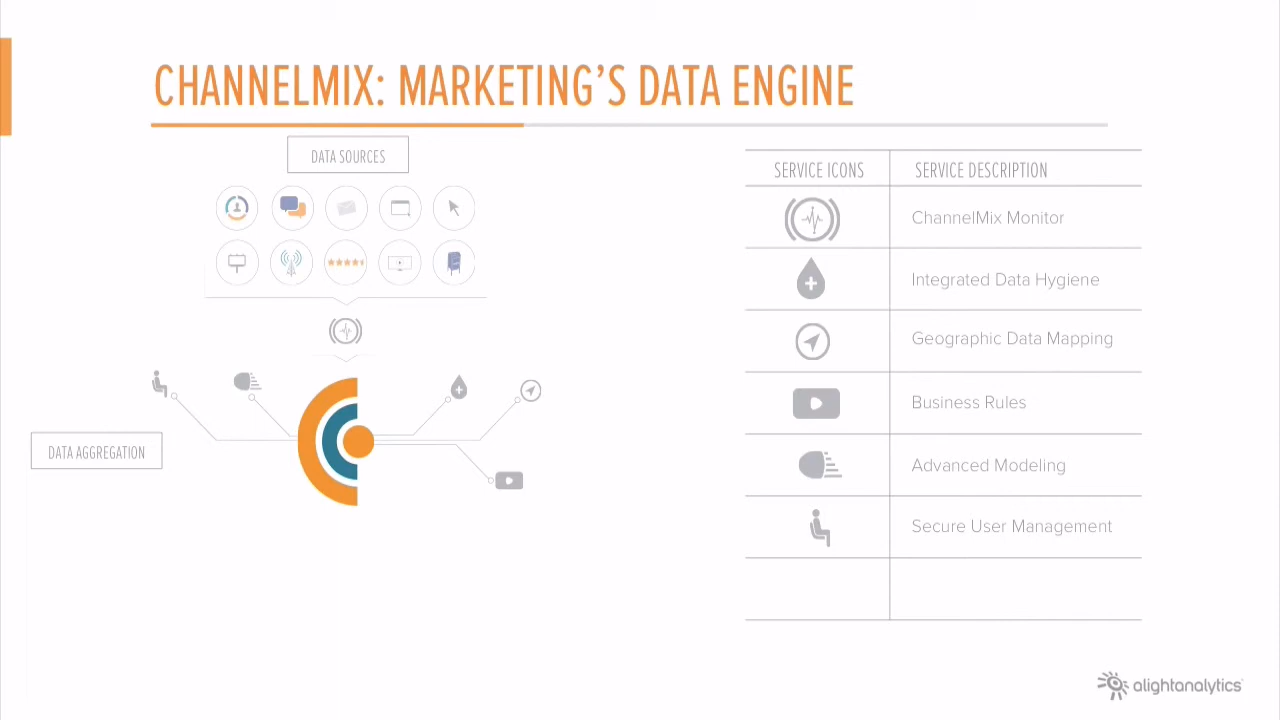 CHANNELMIX: MARKETING'S DATA ENGINE
DATA SOURCES
DATA AGGREGATION
SERVICE ICONS
SERVICE DESCRIPTION
ChannelMix Monitor
Integrated Data Hygiene
Geographic Data Mapping
Business Rules
Advanced Modeling
Secure User Management
alightanalytics